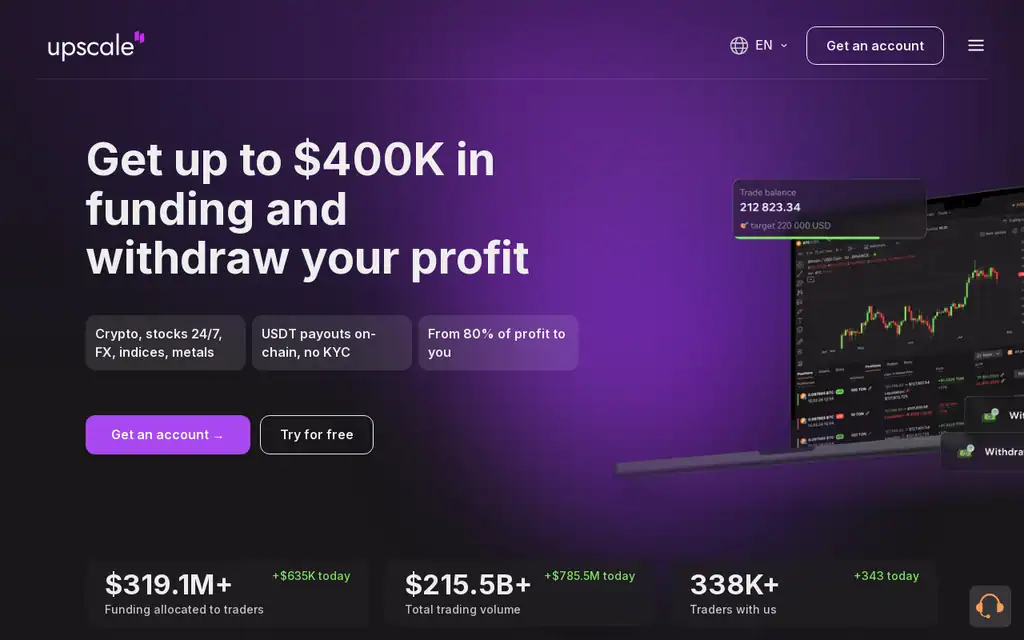 upscale
EN
Get an account
Get up to $400K in
funding and
withdraw your profit
Trade balance
212 823.34
target 220 000 USD
Crypto, stocks 24/7,
FX, indices, metals
USDT payouts on-
chain, no KYC
From 80% of profit to
you
Get an account →
Try for free
Withdra
$319.1M+
+$635K today
Funding allocated to traders
$215.5B+
+$785.5M today
Total trading volume
338K+
+343 today
Traders with us